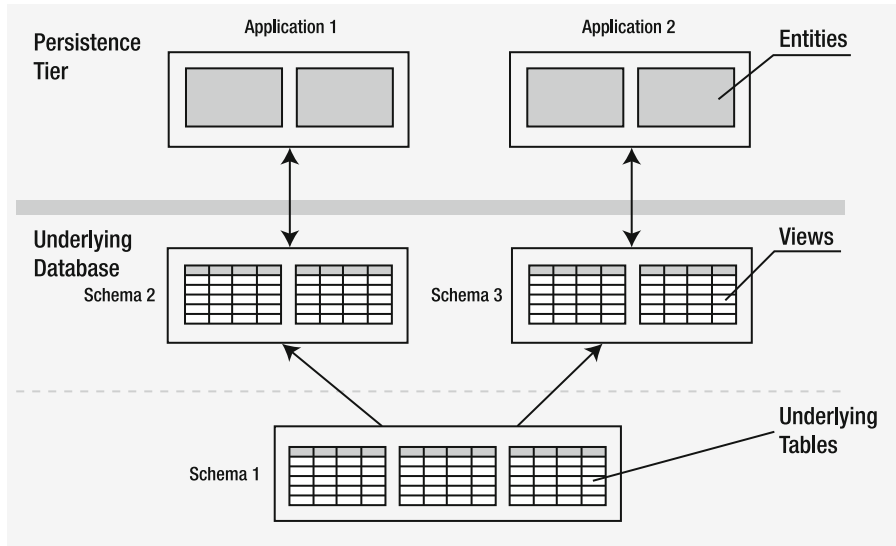 Persistence
Tier
Application 1
Application 2
Entities
Underlying
Database
Views
Schema 2
Schema 3
Underlying
Tables
Schema 1